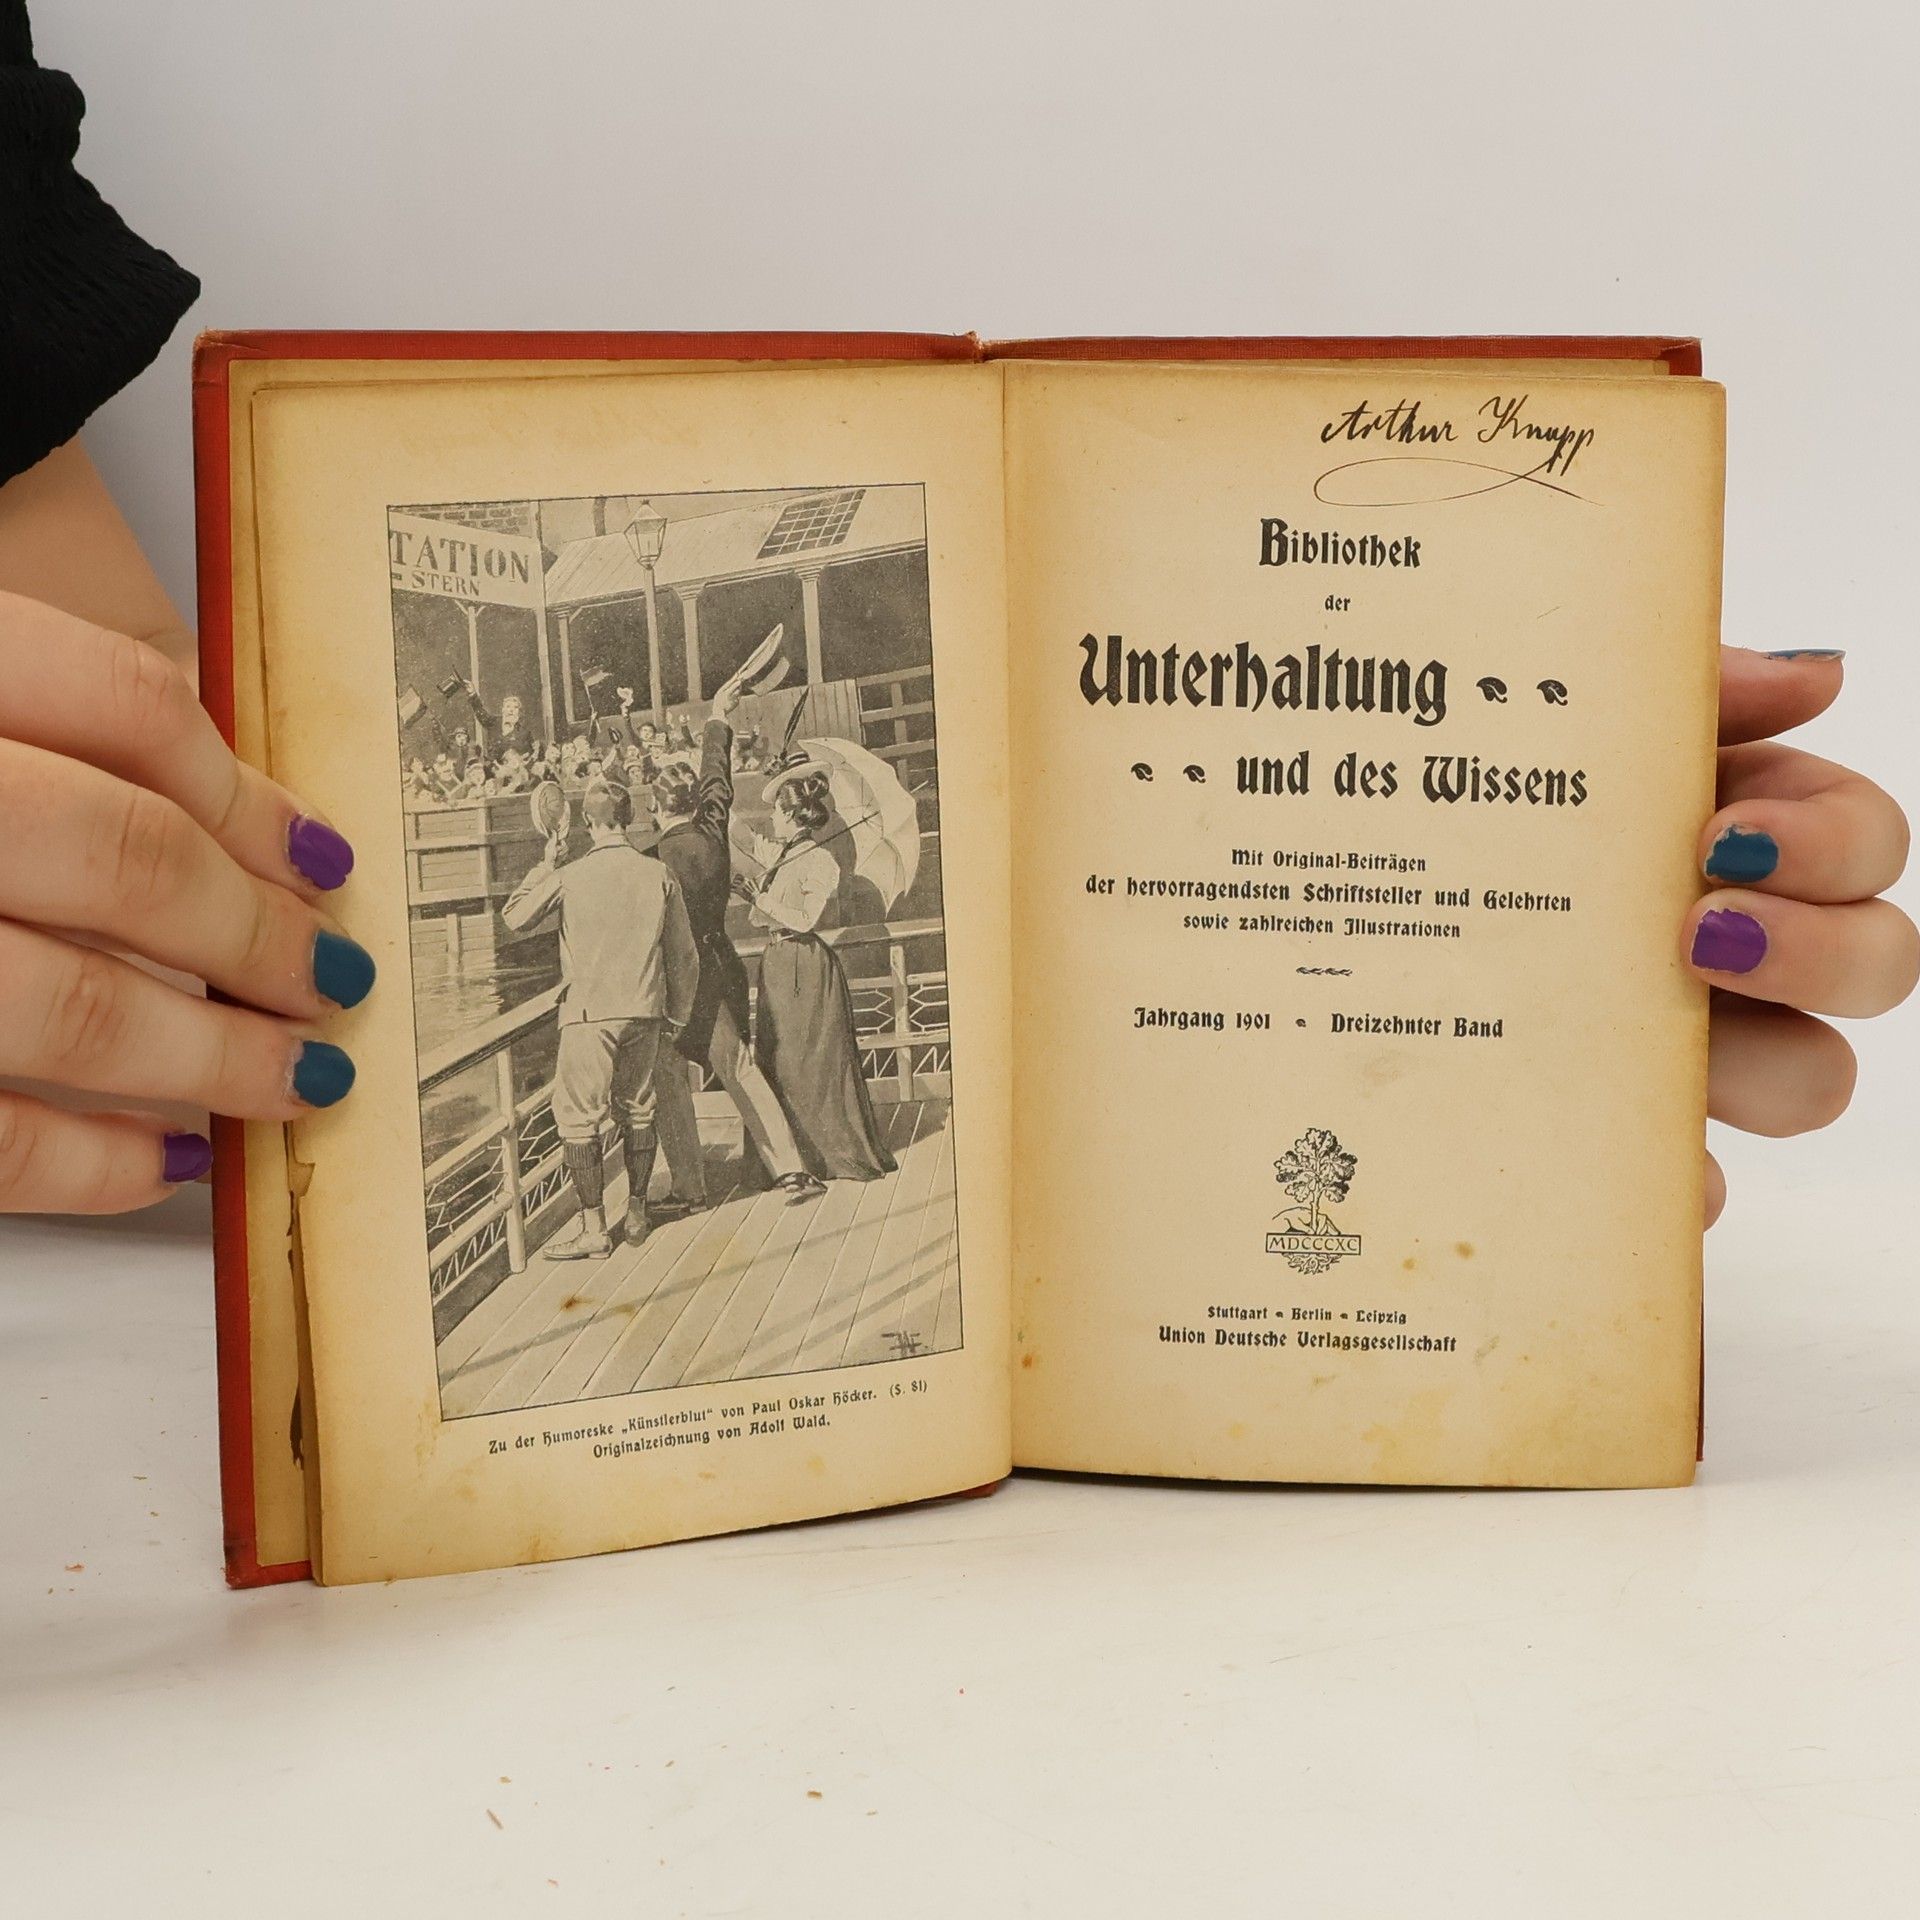 TATION
STERN
Zu der Humoreske „Künstlerblut“ von Paul Oskar Höcker. (S. 81)
Originalzeichnung von Adolf Wald.
Arthur Knapp
Bibliothek
der
Unterhaltung
und des Wissens
Mit Original-Beiträgen
der hervorragendsten Schriftsteller und Gelehrten
sowie zahlreichen Illustrationen
Jahrgang 1901 Dreizehnter Band
MDCCCXC
Stuttgart Berlin Leipzig
Union Deutsche Verlagsgesellschaft